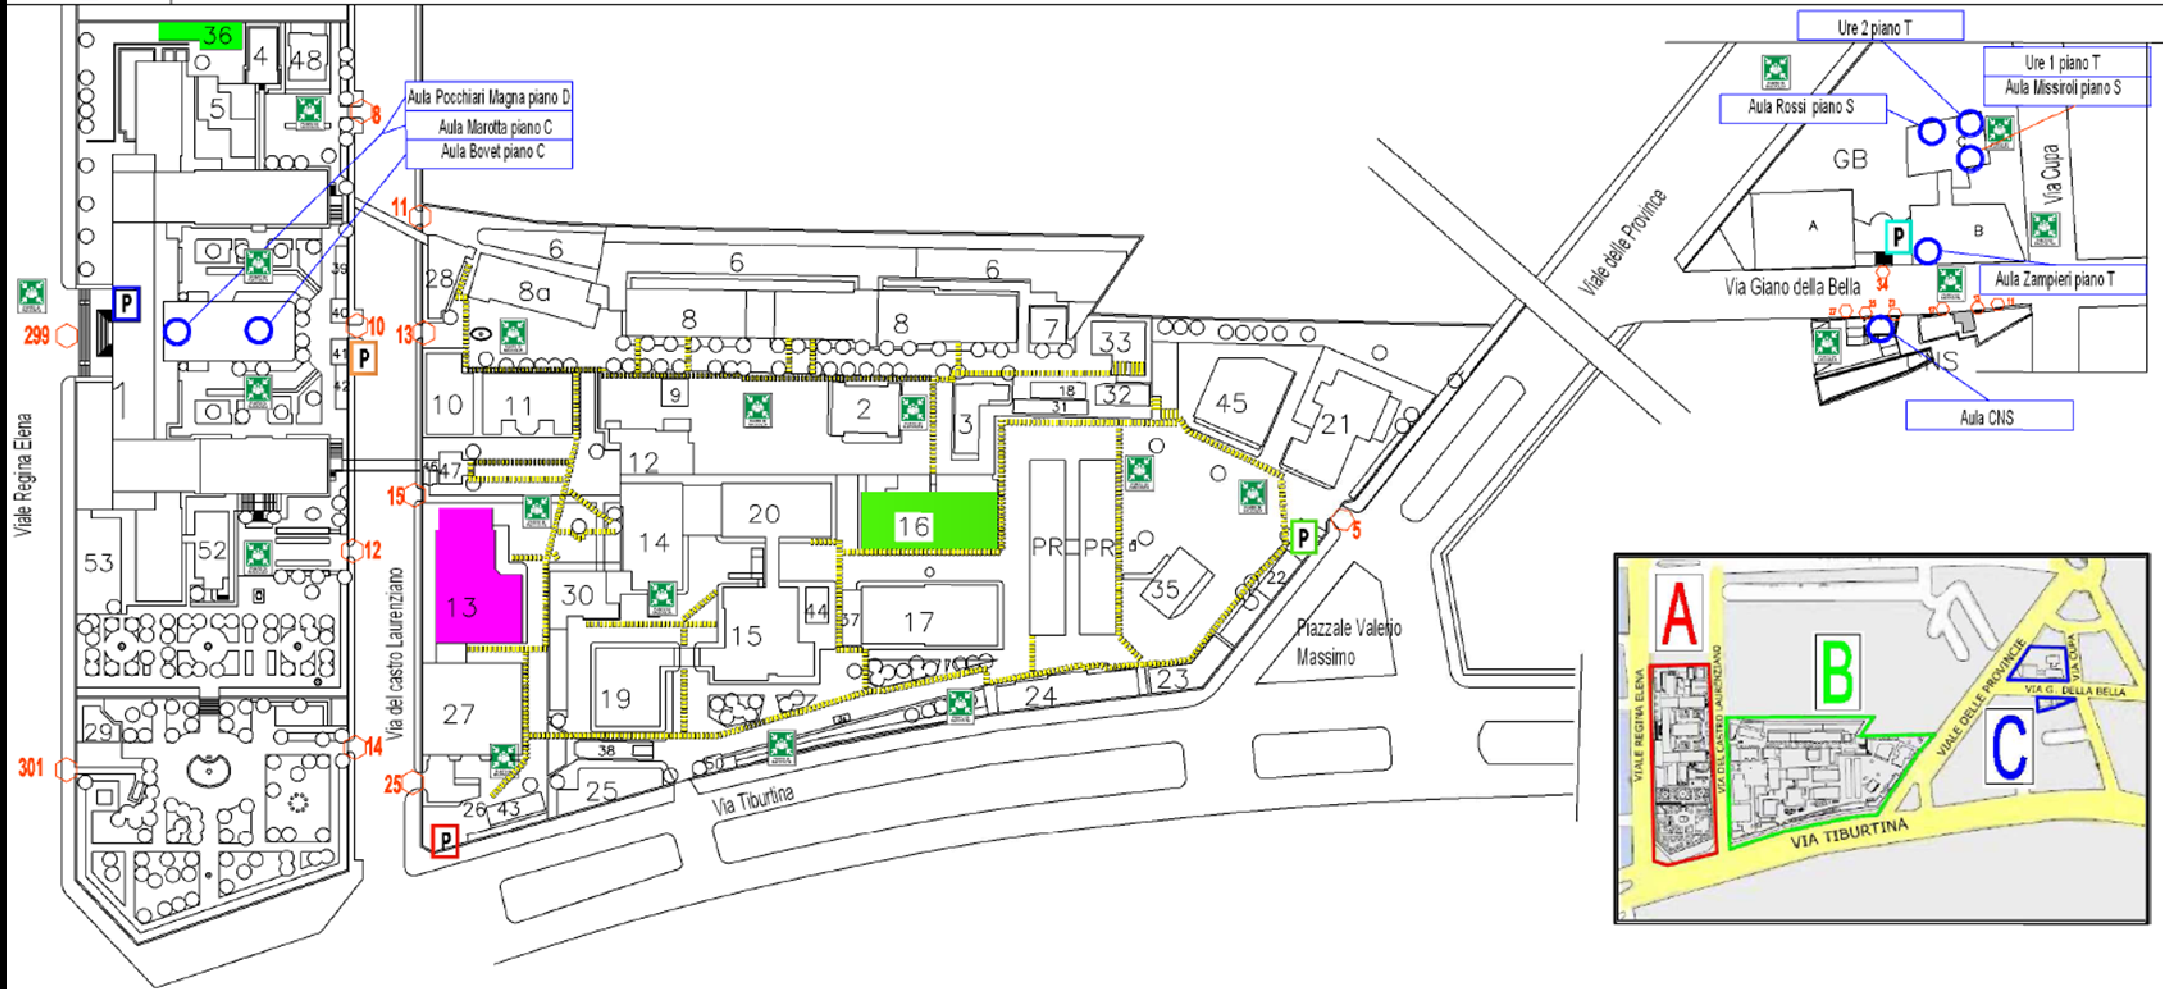 36
4
48
5
8
Aula Pocchiari Magna piano D
Aula Marotta piano C
Aula Bovet piano C
Ure 2 piano T
Ure 1 piano T
Aula Missiroli piano S
Aula Rossi piano S
GB
Via Cupa
A
P
B
Aula Zampieri piano T
Via Giano della Bella
34
Aula CNS
Viale delle Province
11
28
6
6
6
8a
8
8
7
33
39
40
41
42
299
P
10
P
13
1
Viale Regina Elena
10
11
9
2
3
18
31
32
45
21
12
47
15
20
16
14
PR
PR
P
5
53
52
12
13
30
15
44
37
17
35
22
Piazzale Valerio
Massimo
Via del castro Laurenziano
27
19
24
23
29
14
301
25
38
50
25
26
43
P
Via Tiburtina
A
B
C
VIALE REGINA ELENA
VIA DEL CASTRO LAURENZIANO
VIALE DELLE PROVINCIE
VIA CUPA
VIA G. DELLA BELLA
VIA TIBURTINA